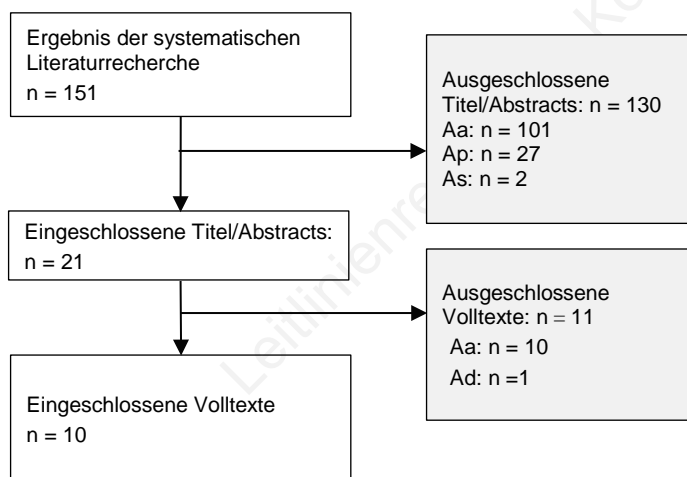 Ergebnis der systematischen
Literaturrecherche
n = 151
Ausgeschlossene
Titel/Abstracts: n = 130
Aa: n = 101
Ap: n = 27
As: n = 2
Eingeschlossene Titel/Abstracts:
n = 21
Ausgeschlossene
Volltexte: n = 11
Aa: n = 10
Ad: n =1
Eingeschlossene Volltexte
n = 10